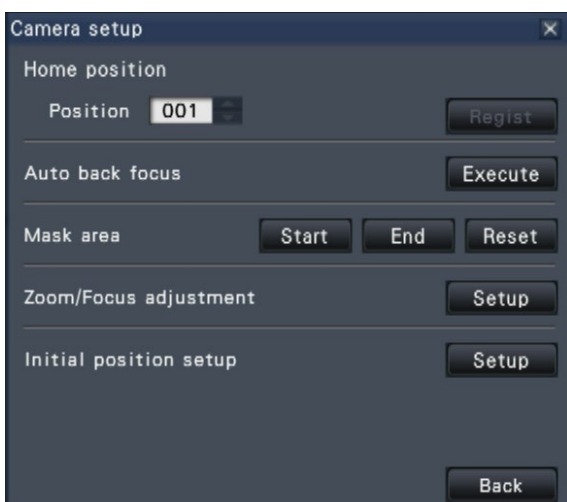 Camera setup
Home position
Position 001 Regist
Auto back focus Execute
Mask area Start End Reset
Zoom/Focus adjustment Setup
Initial position setup Setup
Back